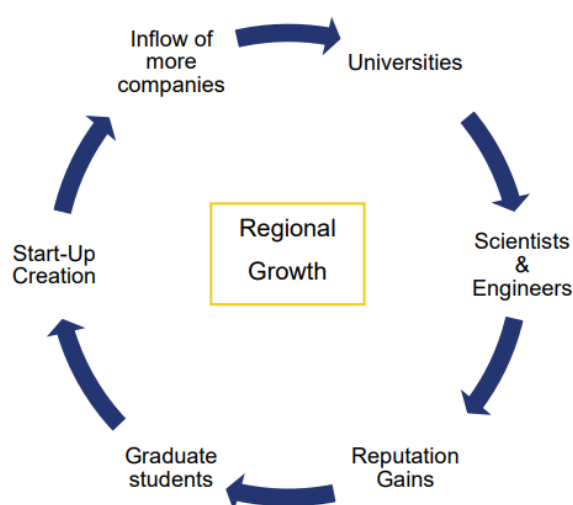 Inflow of
more
companies
Universities
Scientists
&
Engineers
Reputation
Gains
Graduate
students
Start-Up
Creation
Regional
Growth